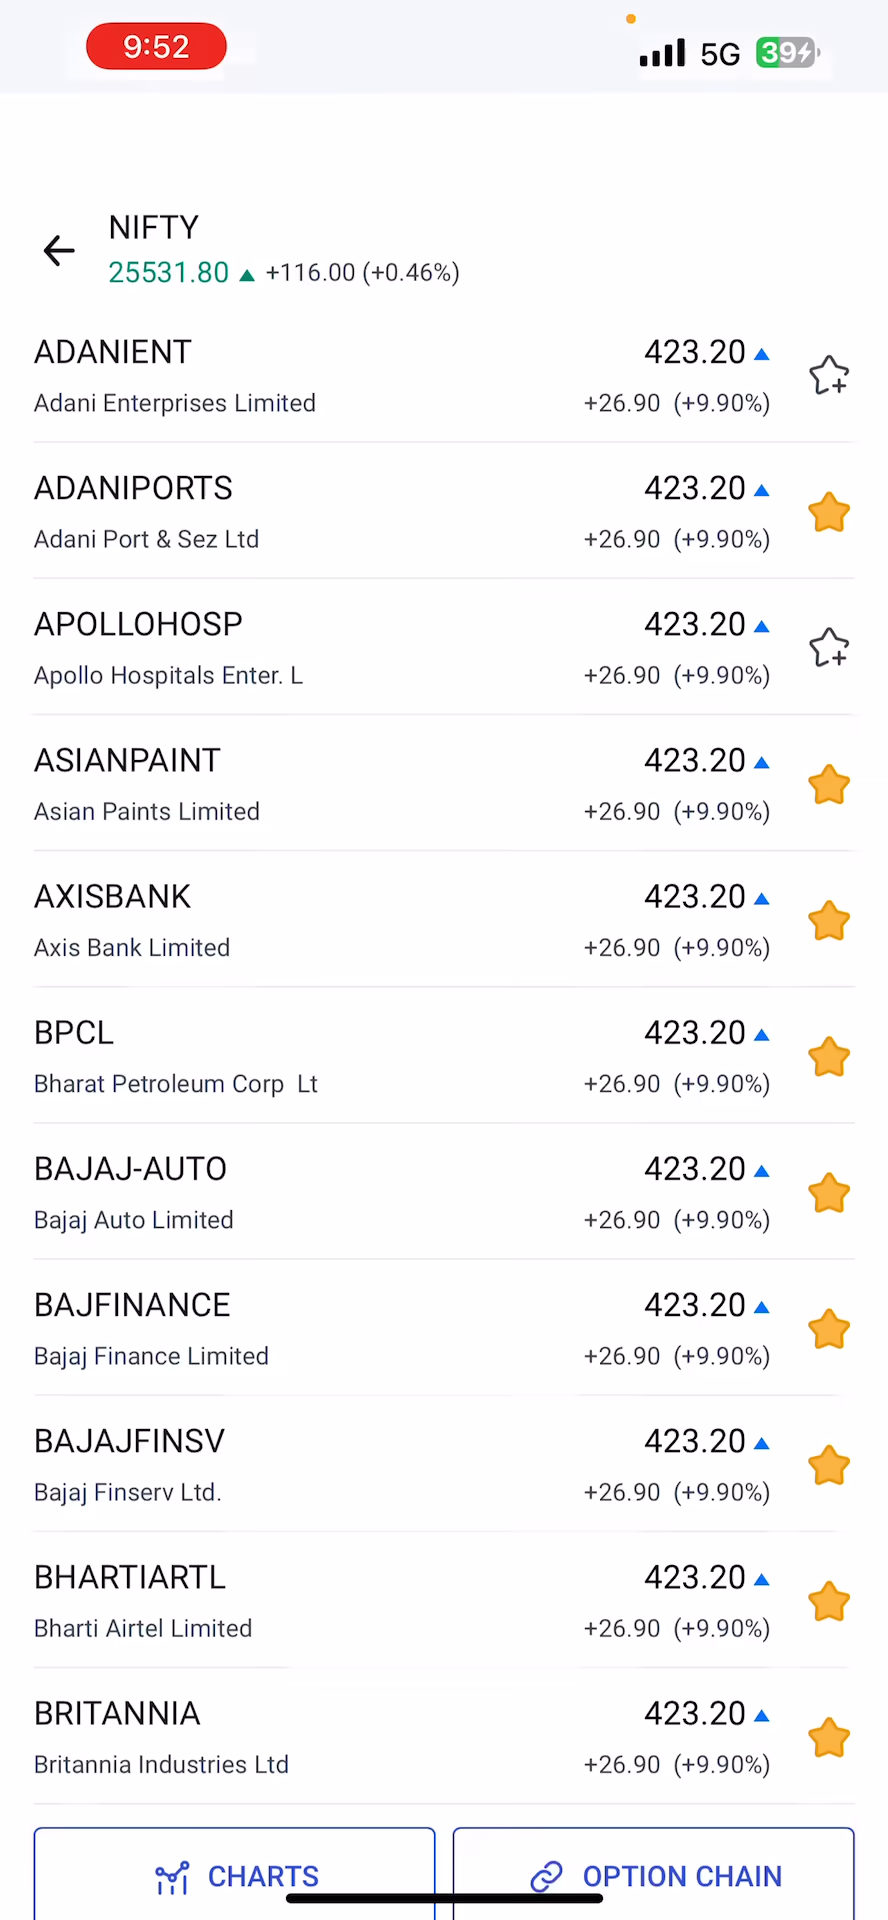 9:52
5G
39
NIFTY
25531.80 ▲ +116.00 (+0.46%)
ADANIENT 423.20 ▲
Adani Enterprises Limited +26.90 (+9.90%)
ADANIPORTS 423.20 ▲
Adani Port & Sez Ltd +26.90 (+9.90%)
APOLLOHOSP 423.20 ▲
Apollo Hospitals Enter. L +26.90 (+9.90%)
ASIANPAINT 423.20 ▲
Asian Paints Limited +26.90 (+9.90%)
AXISBANK 423.20 ▲
Axis Bank Limited +26.90 (+9.90%)
BPCL 423.20 ▲
Bharat Petroleum Corp  Lt +26.90 (+9.90%)
BAJAJ-AUTO 423.20 ▲
Bajaj Auto Limited +26.90 (+9.90%)
BAJFINANCE 423.20 ▲
Bajaj Finance Limited +26.90 (+9.90%)
BAJAJFINSV 423.20 ▲
Bajaj Finserv Ltd. +26.90 (+9.90%)
BHARTIARTL 423.20 ▲
Bharti Airtel Limited +26.90 (+9.90%)
BRITANNIA 423.20 ▲
Britannia Industries Ltd +26.90 (+9.90%)
CHARTS
OPTION CHAIN